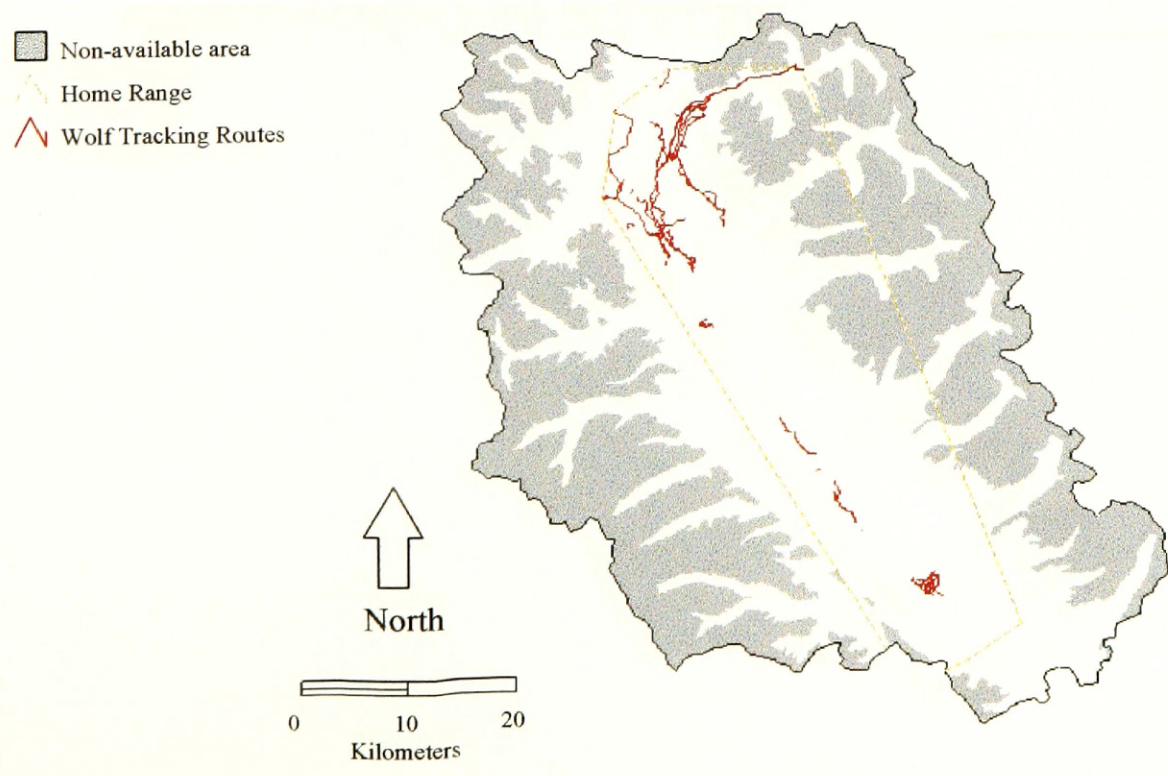 Non-available area
Home Range
Wolf Tracking Routes
North
0 10 20
Kilometers